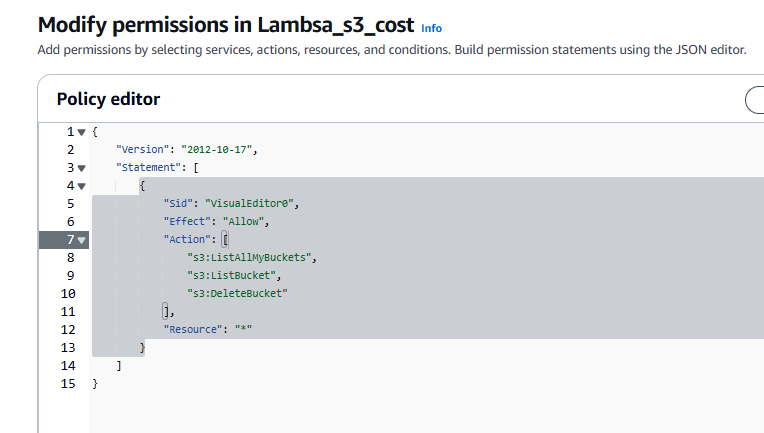 Modify permissions in Lambsa_s3_cost Info
Add permissions by selecting services, actions, resources, and conditions. Build permission statements using the JSON editor.
Policy editor
1 {
2 "Version": "2012-10-17",
3 "Statement": [
4 {
5 "Sid": "VisualEditor0",
6 "Effect": "Allow",
7 "Action": [
8 "s3:ListAllMyBuckets",
9 "s3:ListBucket",
10 "s3:DeleteBucket"
11 ],
12 "Resource": "*"
13 }
14 ]
15 }